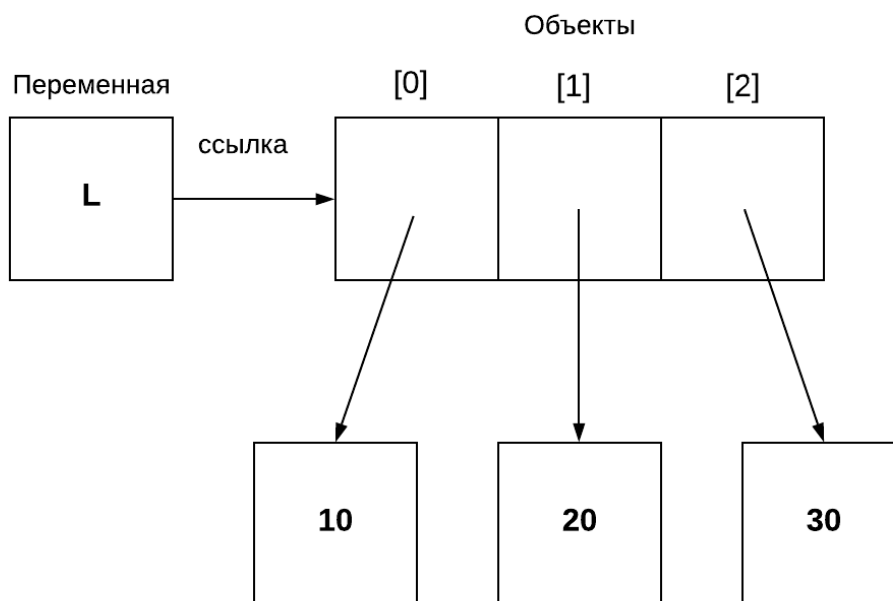 Объекты
Переменная
[0] [1] [2]
L
ссылка
10 20 30